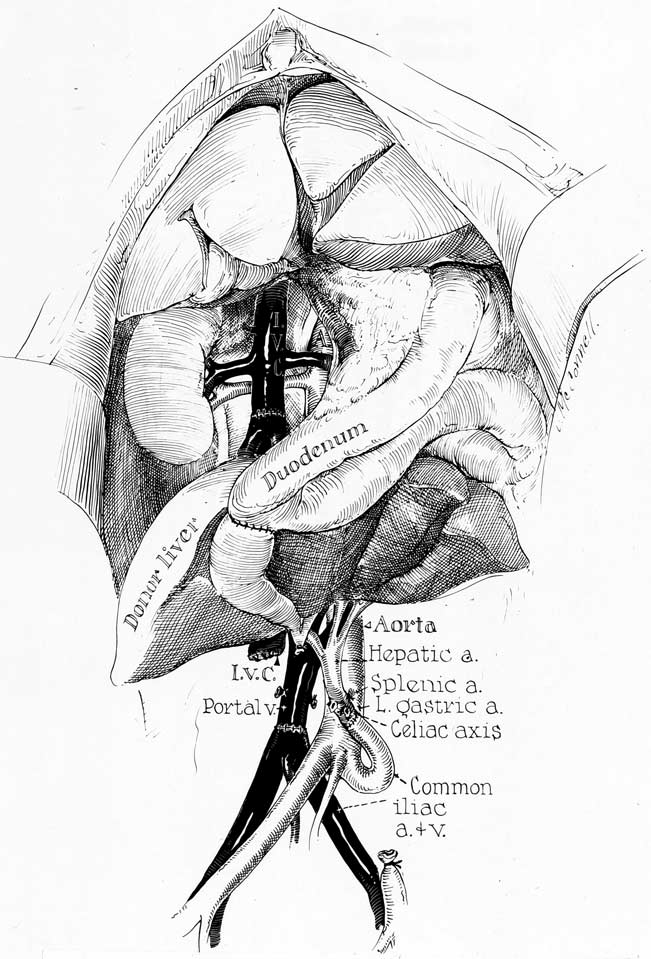 I.V.C.
Duodenum
Donor liver
Aorta
Hepatic a.
I.v.c.
Splenic a.
Portal v.
L. gastric a.
Celiac axis
Common
iliac
a. + v.